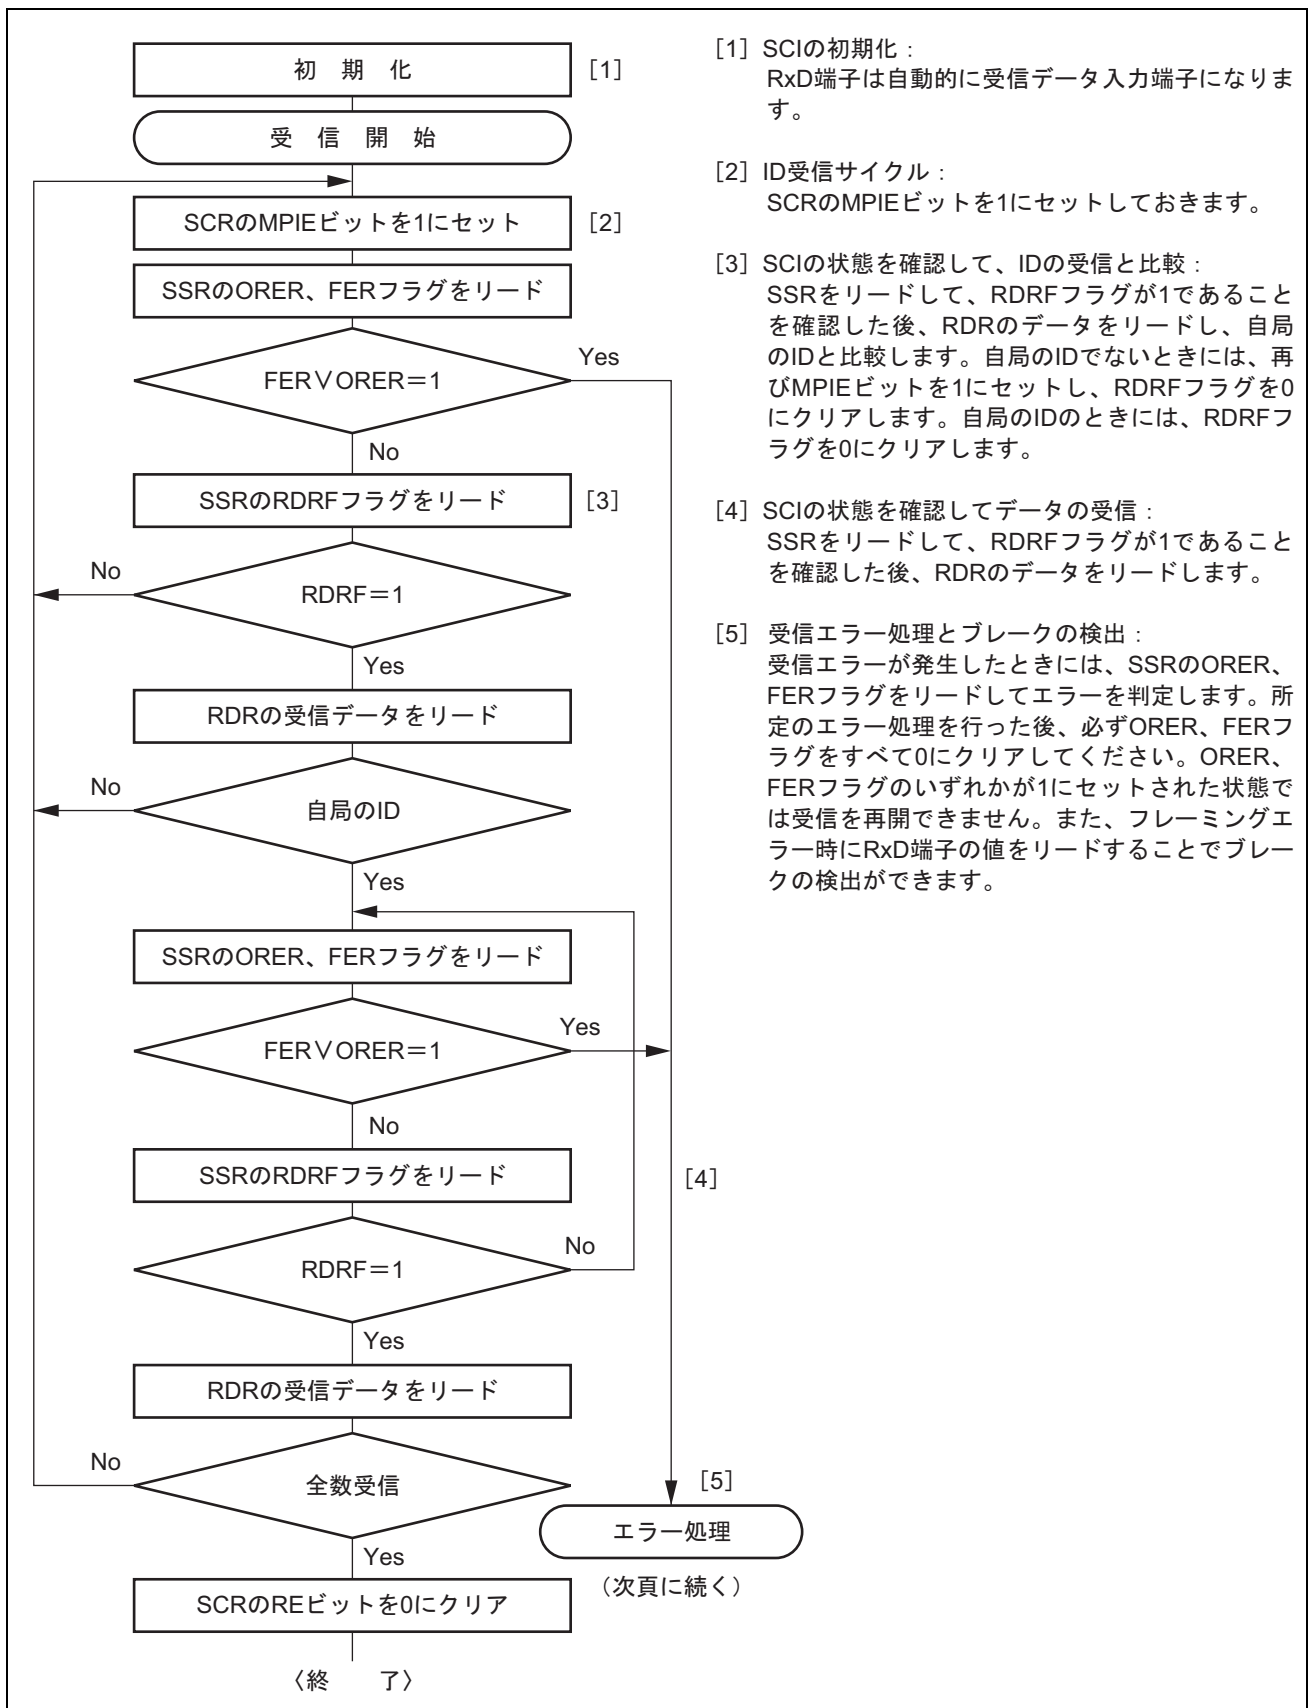 初 期 化
[1]
受 信 開 始
SCRのMPIEビットを1にセット
[2]
SSRのORER、FERフラグをリード
FER∨ORER＝1
Yes
No
SSRのRDRFフラグをリード
[3]
RDRF＝1
No
Yes
RDRの受信データをリード
自局のID
No
Yes
SSRのORER、FERフラグをリード
FER∨ORER＝1
Yes
No
SSRのRDRFフラグをリード
[4]
RDRF＝1
No
Yes
RDRの受信データをリード
全数受信
No
Yes
[5]
エラー処理
（次頁に続く）
SCRのREビットを0にクリア
〈終 了〉
[1] SCIの初期化：
RxD端子は自動的に受信データ入力端子になりま
す。
[2] ID受信サイクル：
SCRのMPIEビットを1にセットしておきます。
[3] SCIの状態を確認して、IDの受信と比較：
SSRをリードして、RDRFフラグが1であること
を確認した後、RDRのデータをリードし、自局
のIDと比較します。自局のIDでないときには、再
びMPIEビットを1にセットし、RDRFフラグを0
にクリアします。自局のIDのときには、RDRFフ
ラグを0にクリアします。
[4] SCIの状態を確認してデータの受信：
SSRをリードして、RDRFフラグが1であること
を確認した後、RDRのデータをリードします。
[5] 受信エラー処理とブレークの検出：
受信エラーが発生したときには、SSRのORER、
FERフラグをリードしてエラーを判定します。所
定のエラー処理を行った後、必ずORER、FERフ
ラグをすべて0にクリアしてください。ORER、
FERフラグのいずれかが1にセットされた状態で
は受信を再開できません。また、フレーミングエ
ラー時にRxD端子の値をリードすることでブレー
クの検出ができます。